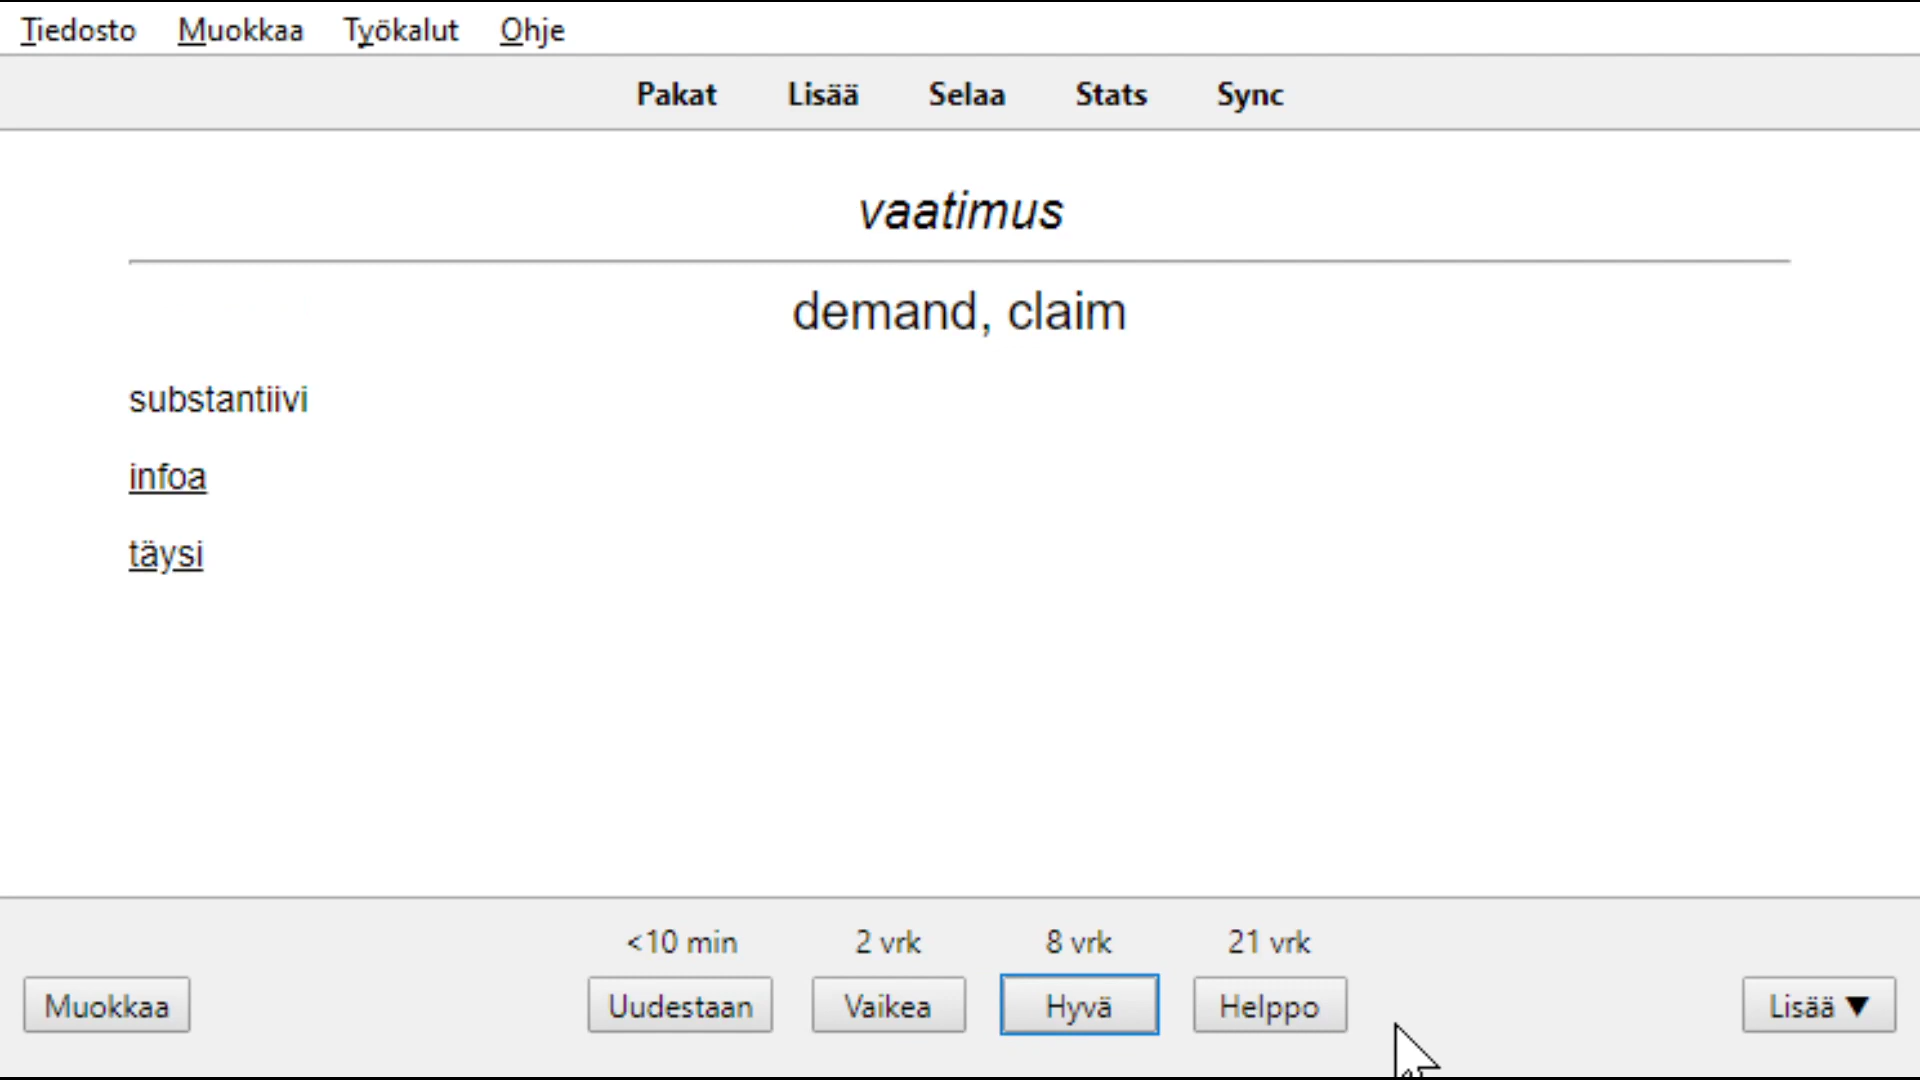 Tiedosto Muokkaa Työkalut Ohje
Pakat Lisää Selaa Stats Sync
vaatimus
demand, claim
substantiivi
infoa
täysi
<10 min 2 vrk 8 vrk 21 vrk
Muokkaa Uudestaan Vaikea Hyvä Helppo Lisää ▼